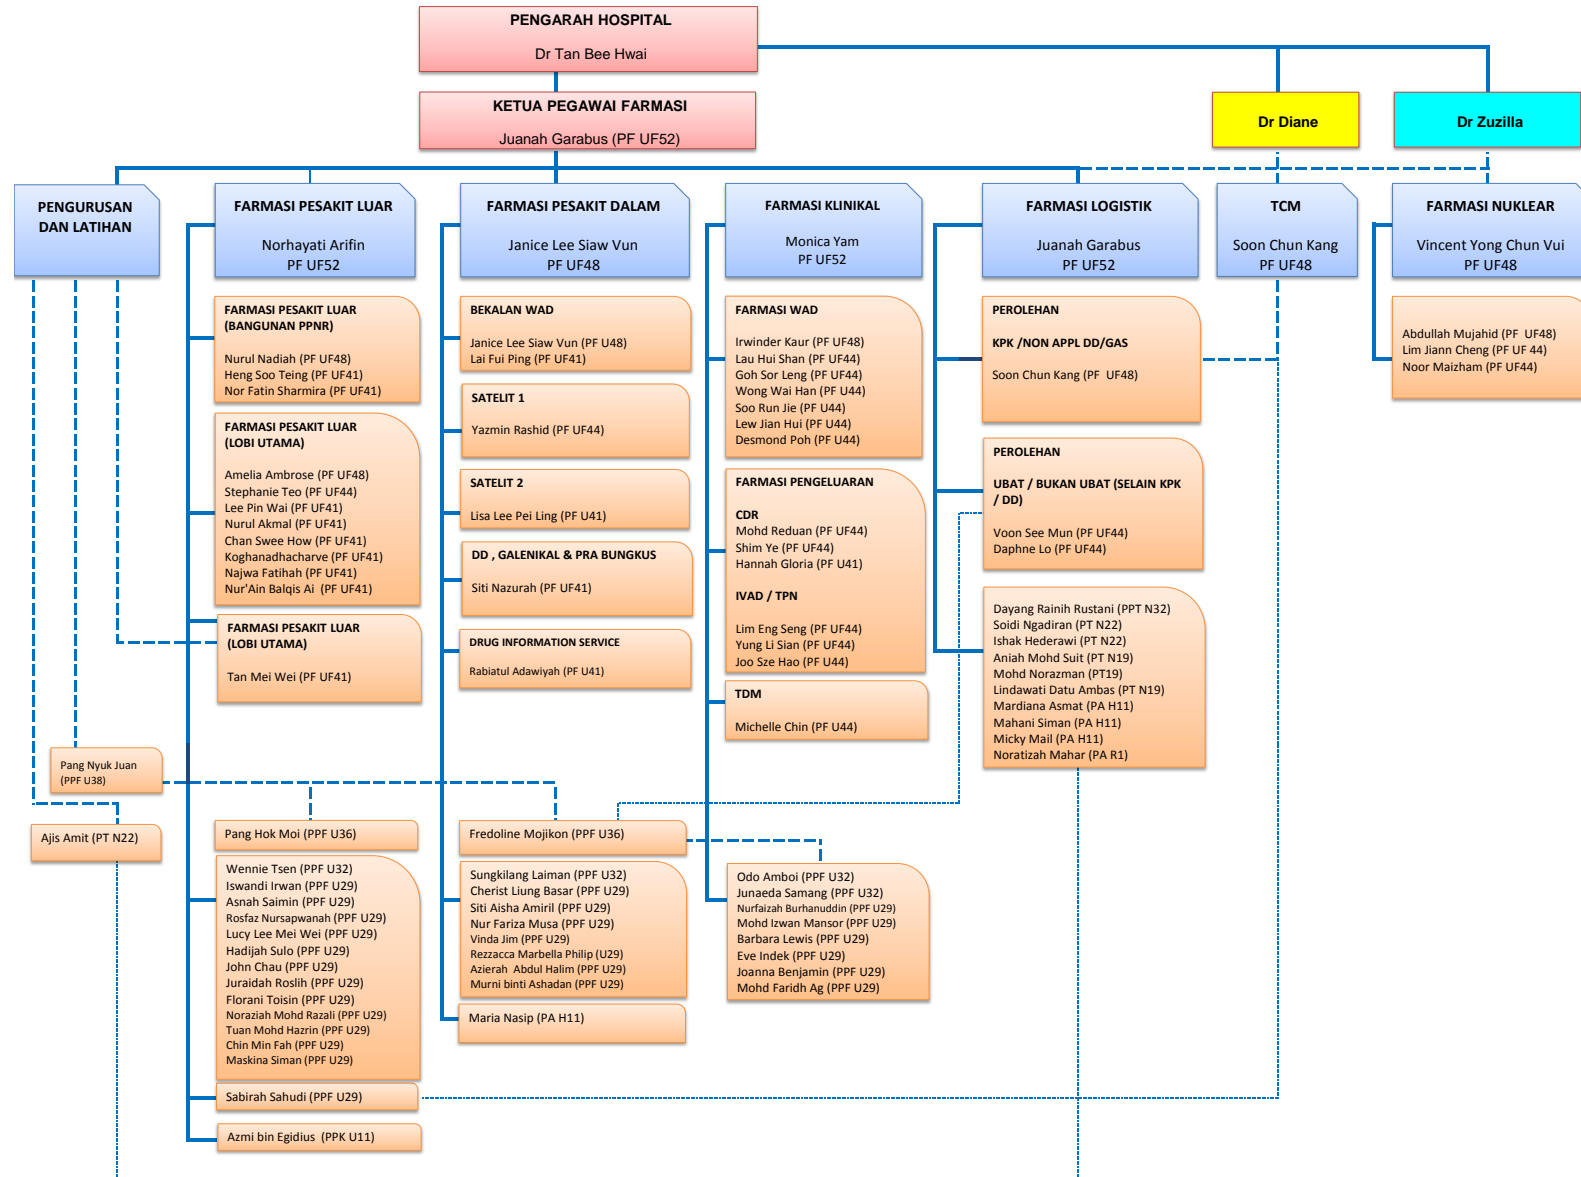 PENGARAH HOSPITAL
Dr Tan Bee Hwai
KETUA PEGAWAI FARMASI
Juanah Garabus (PF UF52)
Dr Diane
Dr Zuzilla
PENGURUSAN
DAN LATIHAN
FARMASI PESAKIT LUAR
Norhayati Arifin
PF UF52
FARMASI PESAKIT DALAM
Janice Lee Siaw Vun
PF UF48
FARMASI KLINIKAL
Monica Yam
PF UF52
FARMASI LOGISTIK
Juanah Garabus
PF UF52
TCM
Soon Chun Kang
PF UF48
FARMASI NUKLEAR
Vincent Yong Chun Vui
PF UF48
FARMASI PESAKIT LUAR
(BANGUNAN PPNR)
Nurul Nadiah (PF UF48)
Heng Soo Teing (PF UF41)
Nor Fatin Sharmira (PF UF41)
FARMASI PESAKIT LUAR
(LOBI UTAMA)
Amelia Ambrose (PF UF48)
Stephanie Teo (PF UF44)
Lee Pin Wai (PF UF41)
Nurul Akmal (PF UF41)
Chan Swee How (PF UF41)
Koghanadhacharve (PF UF41)
Najwa Fatihah (PF UF41)
Nur'Ain Balqis Ai (PF UF41)
FARMASI PESAKIT LUAR
(LOBI UTAMA)
Tan Mei Wei (PF UF41)
BEKALAN WAD
Janice Lee Siaw Vun (PF U48)
Lai Fui Ping (PF UF41)
SATELIT 1
Yazmin Rashid (PF UF44)
SATELIT 2
Lisa Lee Pei Ling (PF U41)
DD , GALENIKAL & PRA BUNGKUS
Siti Nazurah (PF UF41)
DRUG INFORMATION SERVICE
Rabiatul Adawiyah (PF U41)
FARMASI WAD
Irwinder Kaur (PF UF48)
Lau Hui Shan (PF UF44)
Goh Sor Leng (PF UF44)
Wong Wai Han (PF U44)
Soo Run Jie (PF U44)
Lew Jian Hui (PF U44)
Desmond Poh (PF U44)
FARMASI PENGELUARAN
CDR
Mohd Reduan (PF UF44)
Shim Ye (PF UF44)
Hannah Gloria (PF U41)
IVAD / TPN
Lim Eng Seng (PF UF44)
Yung Li Sian (PF UF44)
Joo Sze Hao (PF U44)
TDM
Michelle Chin (PF U44)
PEROLEHAN
KPK /NON APPL DD/GAS
Soon Chun Kang (PF UF48)
PEROLEHAN
UBAT / BUKAN UBAT (SELAIN KPK
/ DD)
Voon See Mun (PF UF44)
Daphne Lo (PF UF44)
Dayang Rainih Rustani (PPT N32)
Soidi Ngadiran (PT N22)
Ishak Hederawi (PT N22)
Aniah Mohd Suit (PT N19)
Mohd Norazman (PT19)
Lindawati Datu Ambas (PT N19)
Mardiana Asmat (PA H11)
Mahani Siman (PA H11)
Micky Mail (PA H11)
Noratizah Mahar (PA R1)
Abdullah Mujahid (PF UF48)
Lim Jiann Cheng (PF UF 44)
Noor Maizham (PF UF44)
Pang Nyuk Juan
(PPF U38)
Ajis Amit (PT N22)
Pang Hok Moi (PPF U36)
Wennie Tsen (PPF U32)
Iswandi Irwan (PPF U29)
Asnah Saimin (PPF U29)
Rosfaz Nursapwanah (PPF U29)
Lucy Lee Mei Wei (PPF U29)
Hadijah Sulo (PPF U29)
John Chau (PPF U29)
Juraidah Roslih (PPF U29)
Florani Toisin (PPF U29)
Noraziah Mohd Razali (PPF U29)
Tuan Mohd Hazrin (PPF U29)
Chin Min Fah (PPF U29)
Maskina Siman (PPF U29)
Sabirah Sahudi (PPF U29)
Azmi bin Egidius (PPK U11)
Fredoline Mojikon (PPF U36)
Sungkilang Laiman (PPF U32)
Cherist Liung Basar (PPF U29)
Siti Aisha Amiril (PPF U29)
Nur Fariza Musa (PPF U29)
Vinda Jim (PPF U29)
Rezzacca Marbella Philip (U29)
Azierah Abdul Halim (PPF U29)
Murni binti Ashadan (PPF U29)
Maria Nasip (PA H11)
Odo Amboi (PPF U32)
Junaeda Samang (PPF U32)
Nurfaizah Burhanuddin (PPF U29)
Mohd Izwan Mansor (PPF U29)
Barbara Lewis (PPF U29)
Eve Indek (PPF U29)
Joanna Benjamin (PPF U29)
Mohd Faridh Ag (PPF U29)